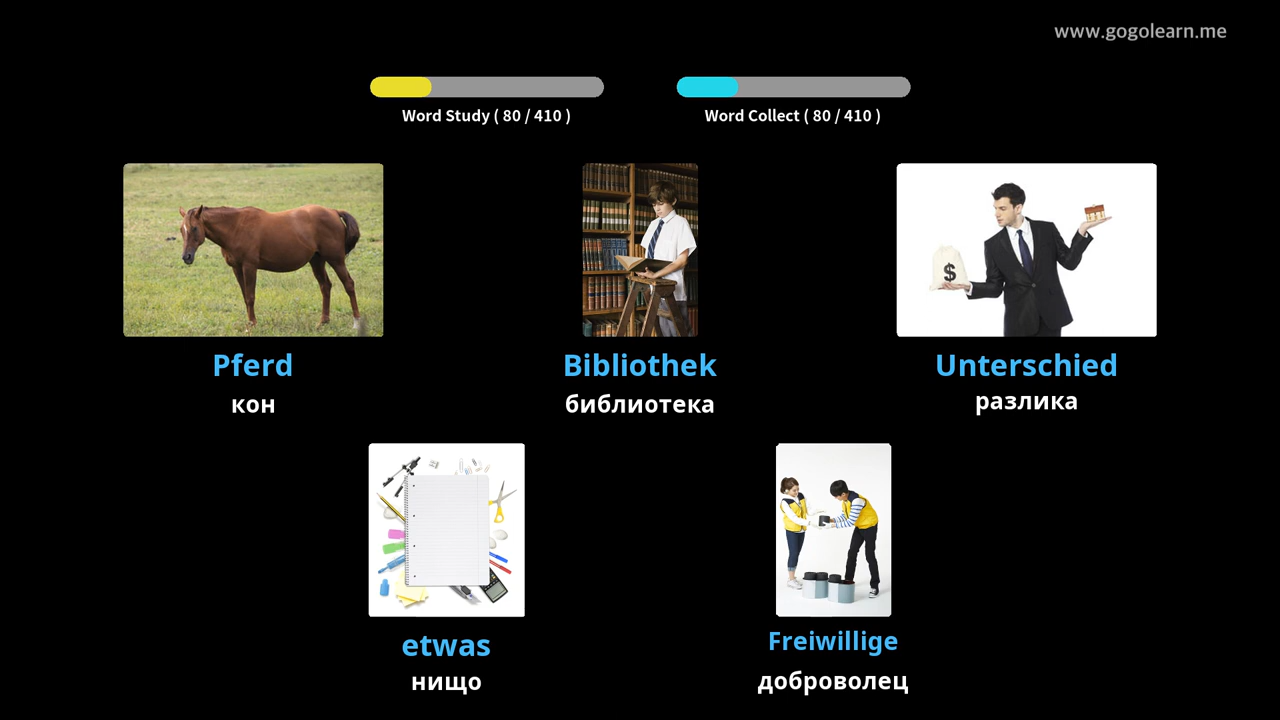 www.gogolearn.me
Word Study ( 80 / 410 )
Word Collect ( 80 / 410 )
Pferd
кон
Bibliothek
библиотека
Unterschied
разлика
$
etwas
нищо
Freiwillige
доброволец